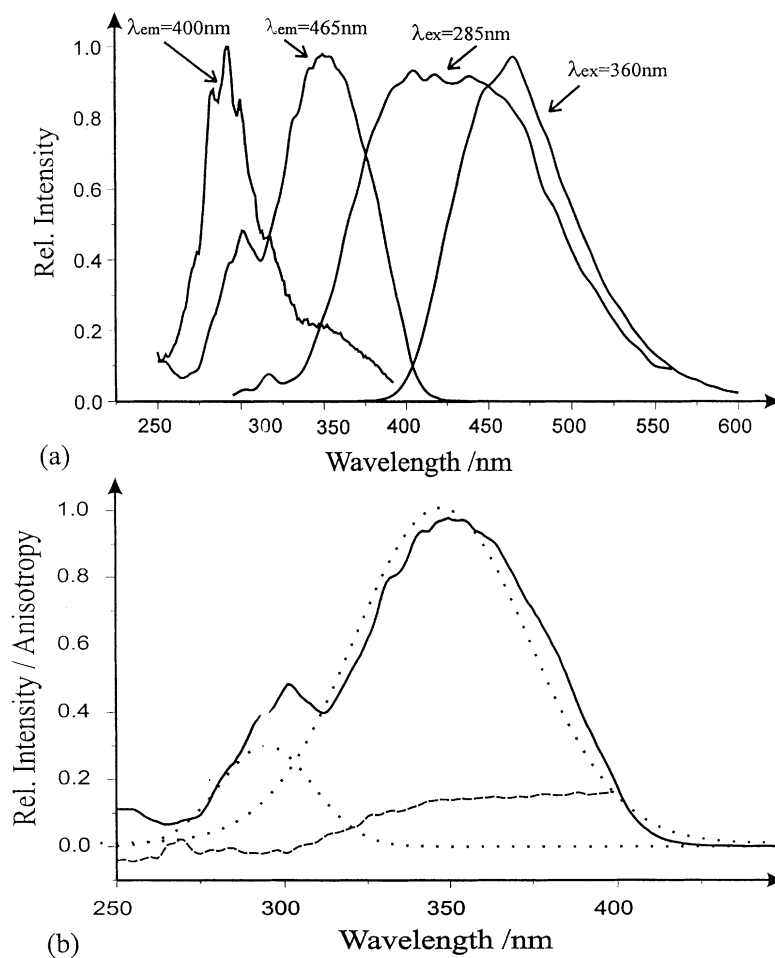 λem=400nm
λem=465nm
λex=285nm
λex=360nm
1.0
0.8
0.6
0.4
0.2
0.0
Rel. Intensity
250 300 350 400 450 500 550 600
(a)
Wavelength /nm
1.0
0.8
0.6
0.4
0.2
0.0
Rel. Intensity / Anisotropy
250 300 350 400
Wavelength /nm
(b)